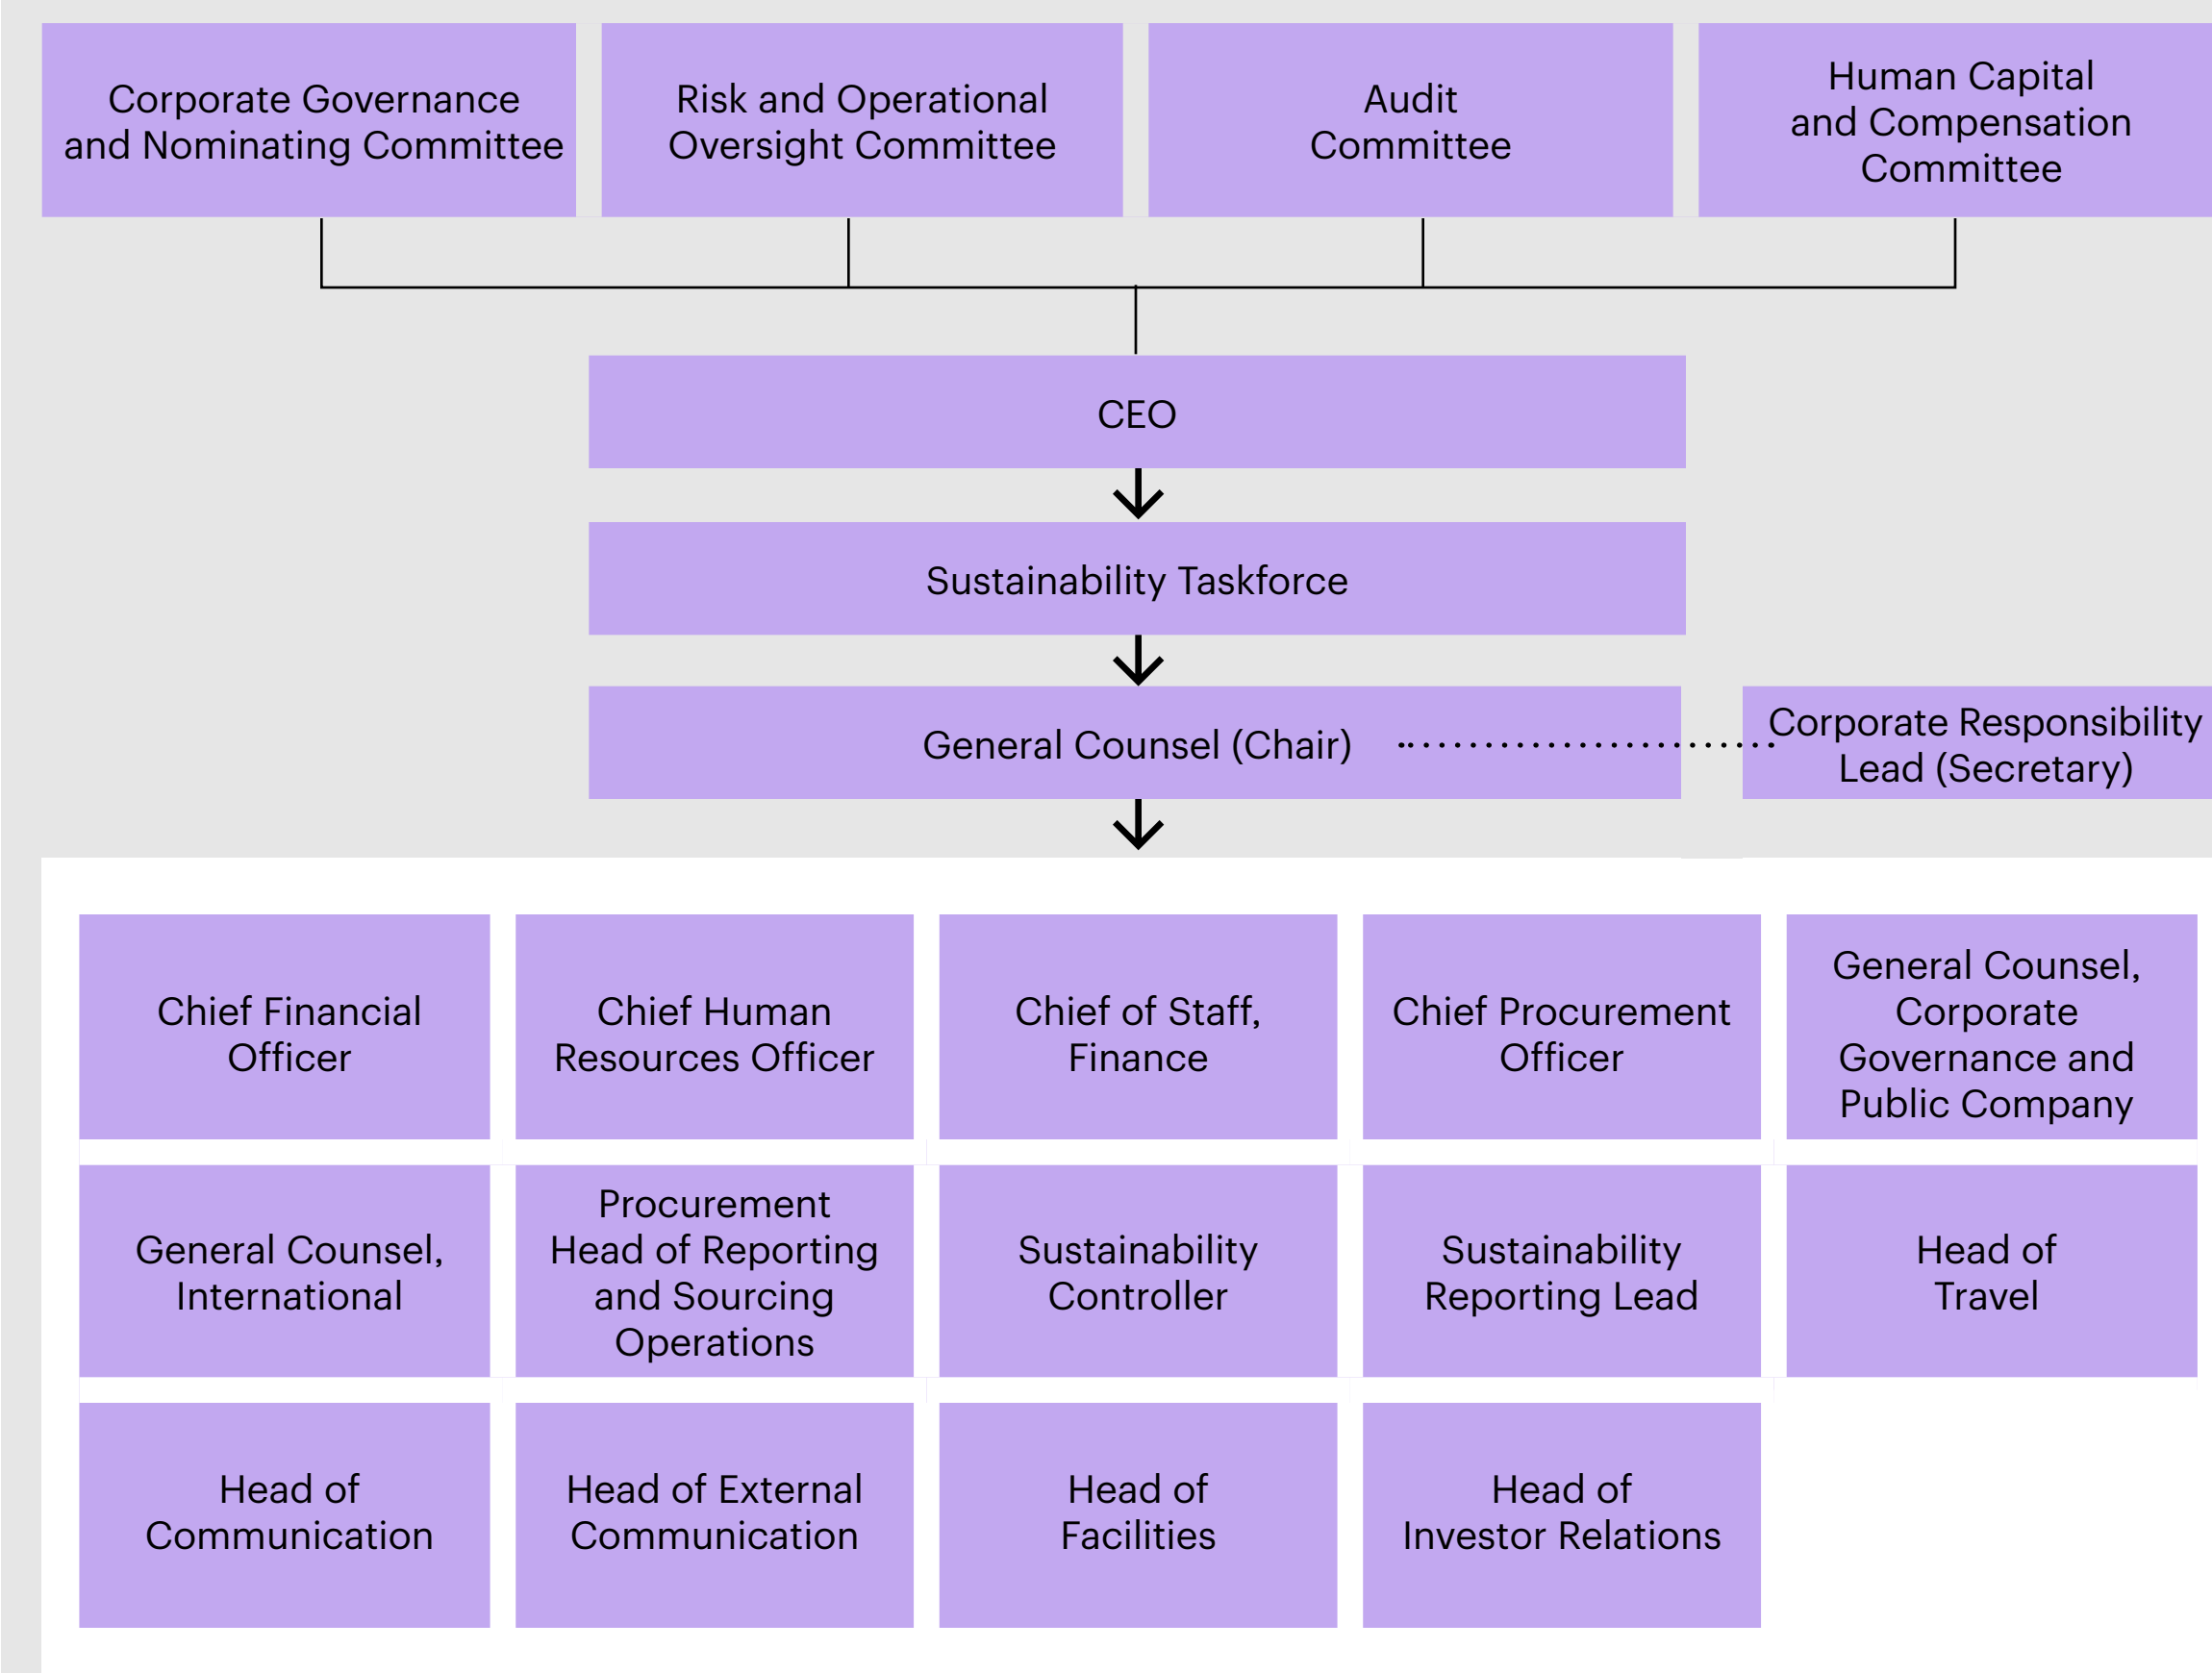 Corporate Governance
and Nominating Committee
Risk and Operational
Oversight Committee
Audit
Committee
Human Capital
and Compensation
Committee
CEO
Sustainability Taskforce
General Counsel (Chair)
Corporate Responsibility
Lead (Secretary)
Chief Financial
Officer
Chief Human
Resources Officer
Chief of Staff,
Finance
Chief Procurement
Officer
General Counsel,
Corporate
Governance and
Public Company
General Counsel,
International
Procurement
Head of Reporting
and Sourcing
Operations
Sustainability
Controller
Sustainability
Reporting Lead
Head of
Travel
Head of
Communication
Head of External
Communication
Head of
Facilities
Head of
Investor Relations